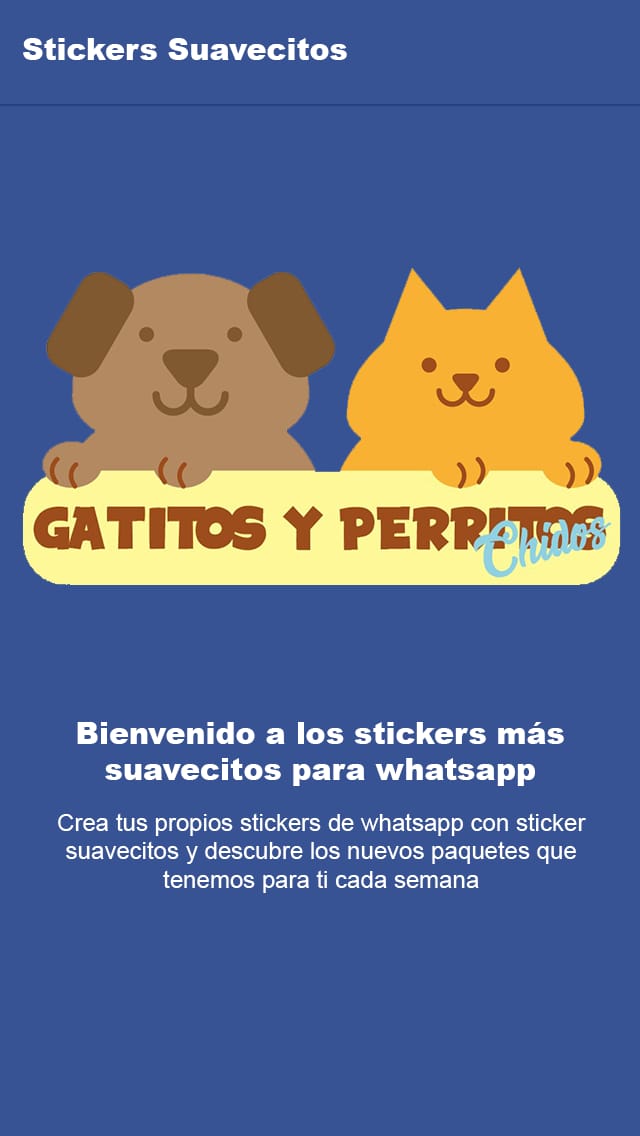 Stickers Suavecitos
GATITOS Y PERRITOS
Chidos
Bienvenido a los stickers más
suavecitos para whatsapp
Crea tus propios stickers de whatsapp con sticker
suavecitos y descubre los nuevos paquetes que
tenemos para ti cada semana